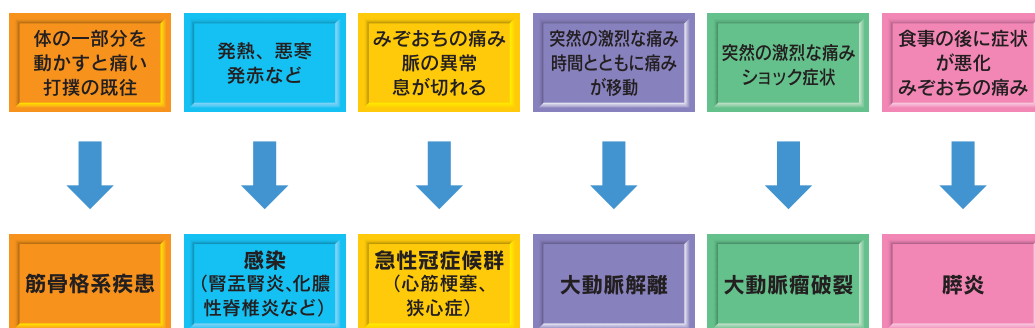 体の一部分を
動かすと痛い
打撲の既往
発熱、悪寒
発赤など
みぞおちの痛み
脈の異常
息が切れる
突然の激烈な痛み
時間とともに痛み
が移動
突然の激烈な痛み
ショック症状
食事の後に症状
が悪化
みぞおちの痛み
筋骨格系疾患
感染
(腎盂腎炎、化膿
性脊椎炎など)
急性冠症候群
(心筋梗塞、
狭心症)
大動脈解離
大動脈瘤破裂
膵炎